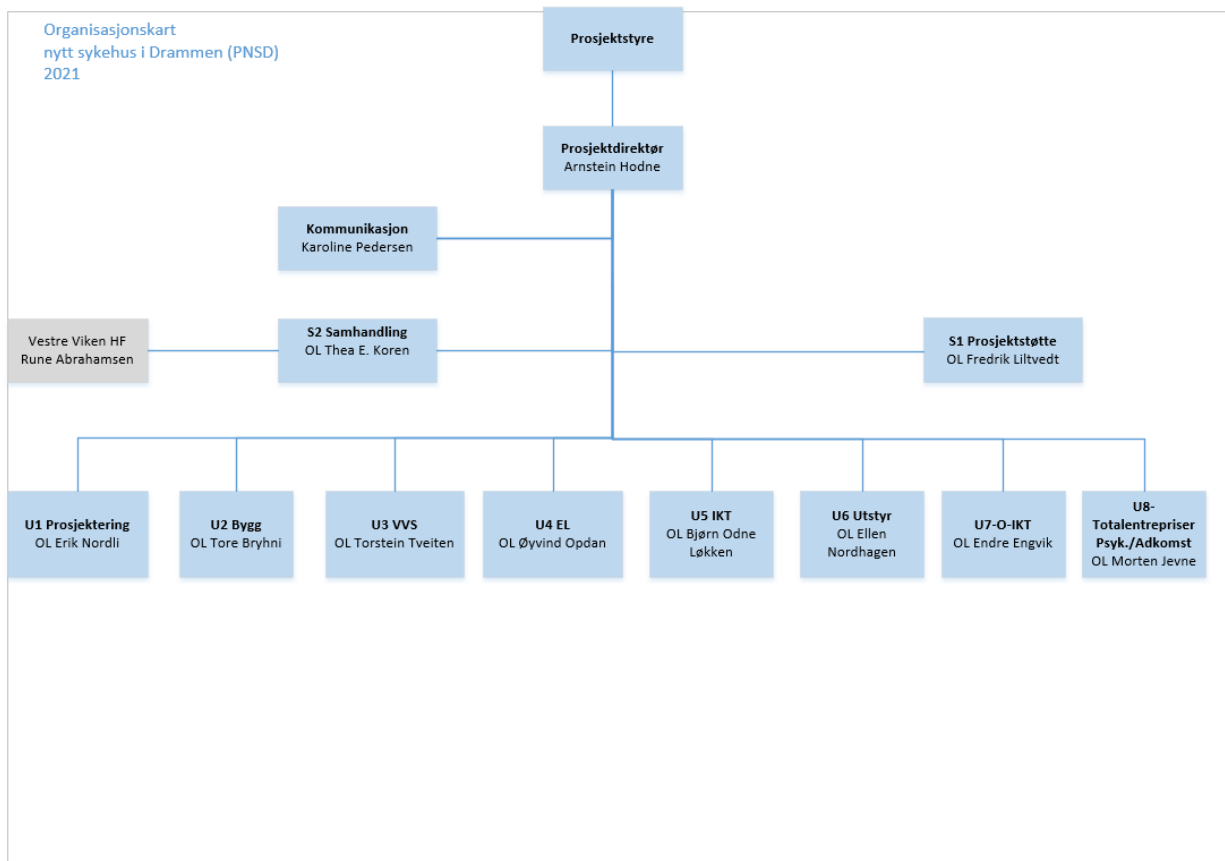 Organisasjonskart
nytt sykehus i Drammen (PNSD)
2021
Prosjektstyre
Prosjektdirektør
Arnstein Hodne
Kommunikasjon
Karoline Pedersen
Vestre Viken HF
Rune Abrahamsen
S2 Samhandling
OL Thea E. Koren
S1 Prosjektstøtte
OL Fredrik Liltvedt
U1 Prosjektering
OL Erik Nordli
U2 Bygg
OL Tore Bryhni
U3 VVS
OL Torstein Tveiten
U4 EL
OL Øyvind Opdan
U5 IKT
OL Bjørn Odne
Løkken
U6 Utstyr
OL Ellen
Nordhagen
U7-O-IKT
OL Endre Engvik
U8-
Totalentrepriser
Psyk./Adkomst
OL Morten Jevne